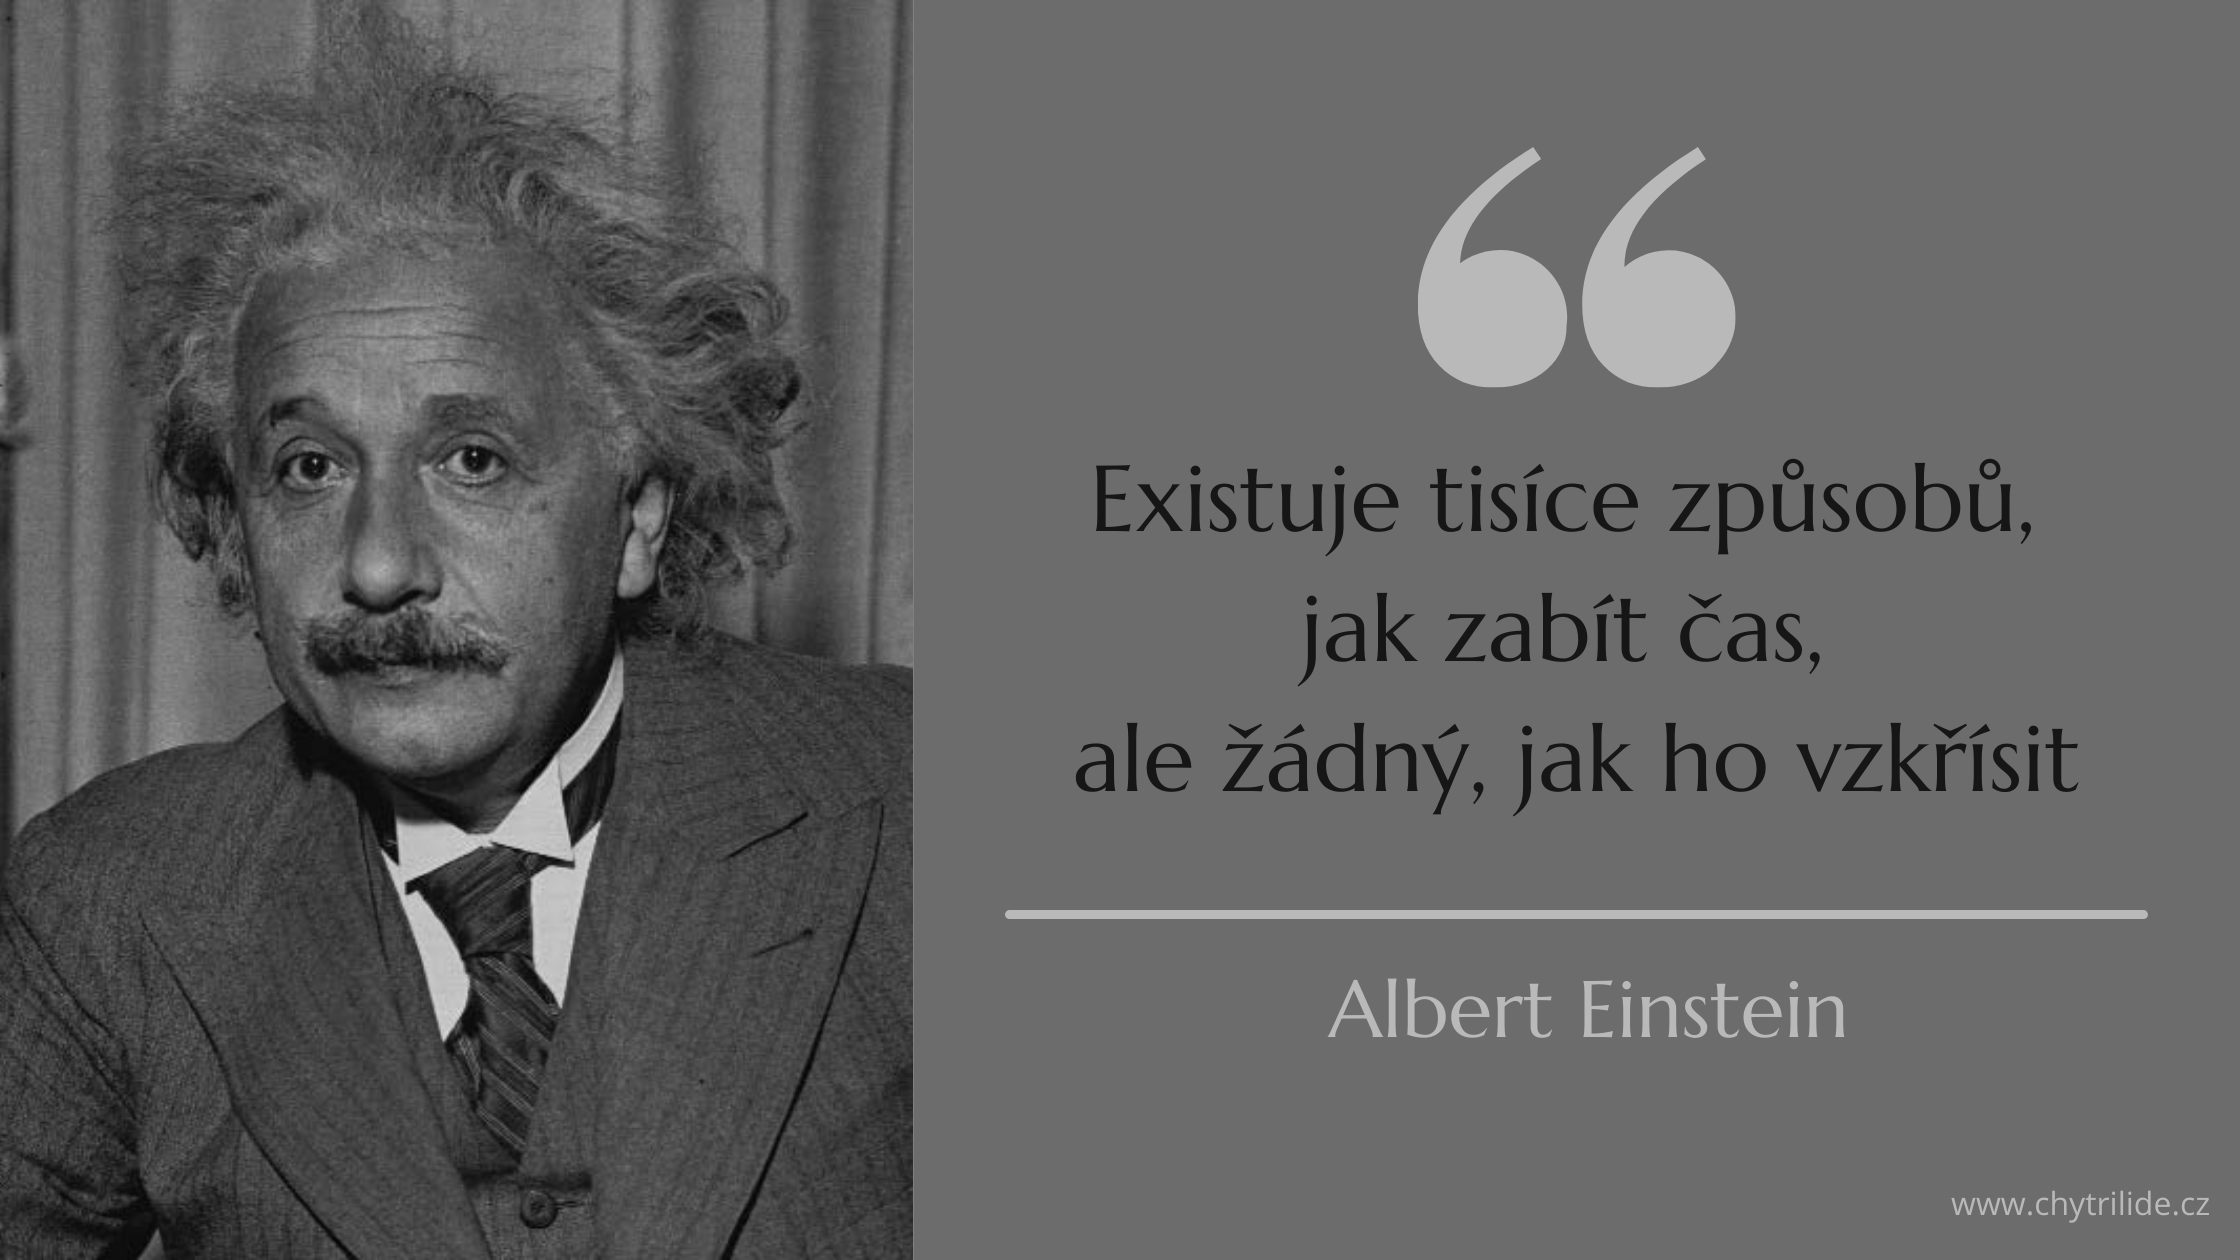 Existuje tisíce způsobů,
jak zabít čas,
ale žádný, jak ho vzkřísit
Albert Einstein
www.chytrilide.cz